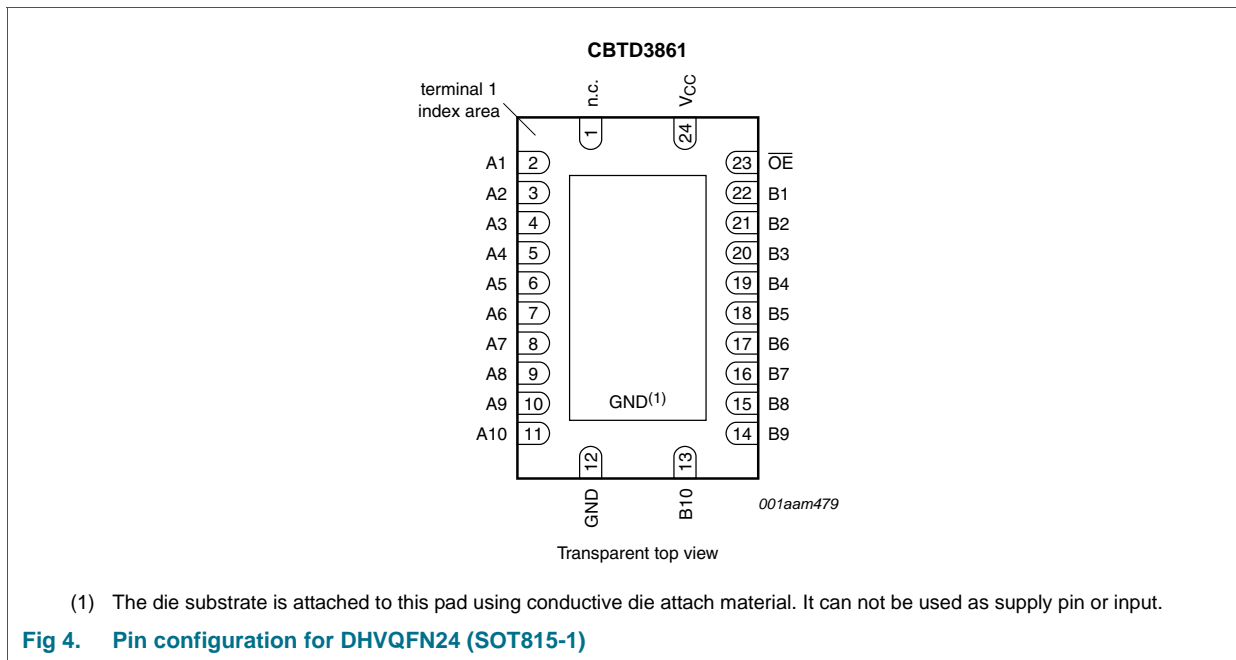 CBTD3861
terminal 1
index area
n.c.
VCC
1
24
A1 2 23 OE
A2 3 22 B1
A3 4 21 B2
A4 5 20 B3
A5 6 19 B4
A6 7 18 B5
A7 8 17 B6
A8 9 16 B7
A9 10 GND(1) 15 B8
A10 11 14 B9
12
13
GND
B10
001aam479
Transparent top view
(1) The die substrate is attached to this pad using conductive die attach material. It can not be used as supply pin or input.
Fig 4. Pin configuration for DHVQFN24 (SOT815-1)